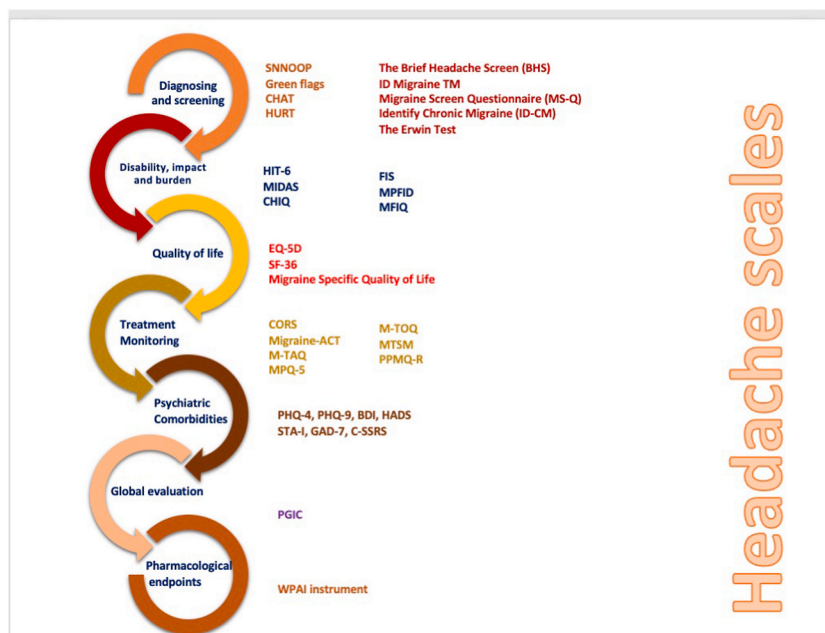 Diagnosing
and screening
SNNOOP
Green flags
CHAT
HURT
The Brief Headache Screen (BHS)
ID Migraine TM
Migraine Screen Questionnaire (MS-Q)
Identify Chronic Migraine (ID-CM)
The Erwin Test
Disability, impact
and burden
HIT-6
MIDAS
CHIQ
FIS
MPFID
MFIQ
Quality of life
EQ-5D
SF-36
Migraine Specific Quality of Life
Treatment
Monitoring
CORS
Migraine-ACT
M-TAQ
MPQ-5
M-TOQ
MTSM
PPMQ-R
Psychiatric
Comorbidities
PHQ-4, PHQ-9, BDI, HADS
STA-I, GAD-7, C-SSRS
Global evaluation
PGIC
Pharmacological
endpoints
WPAI instrument
Headache scales